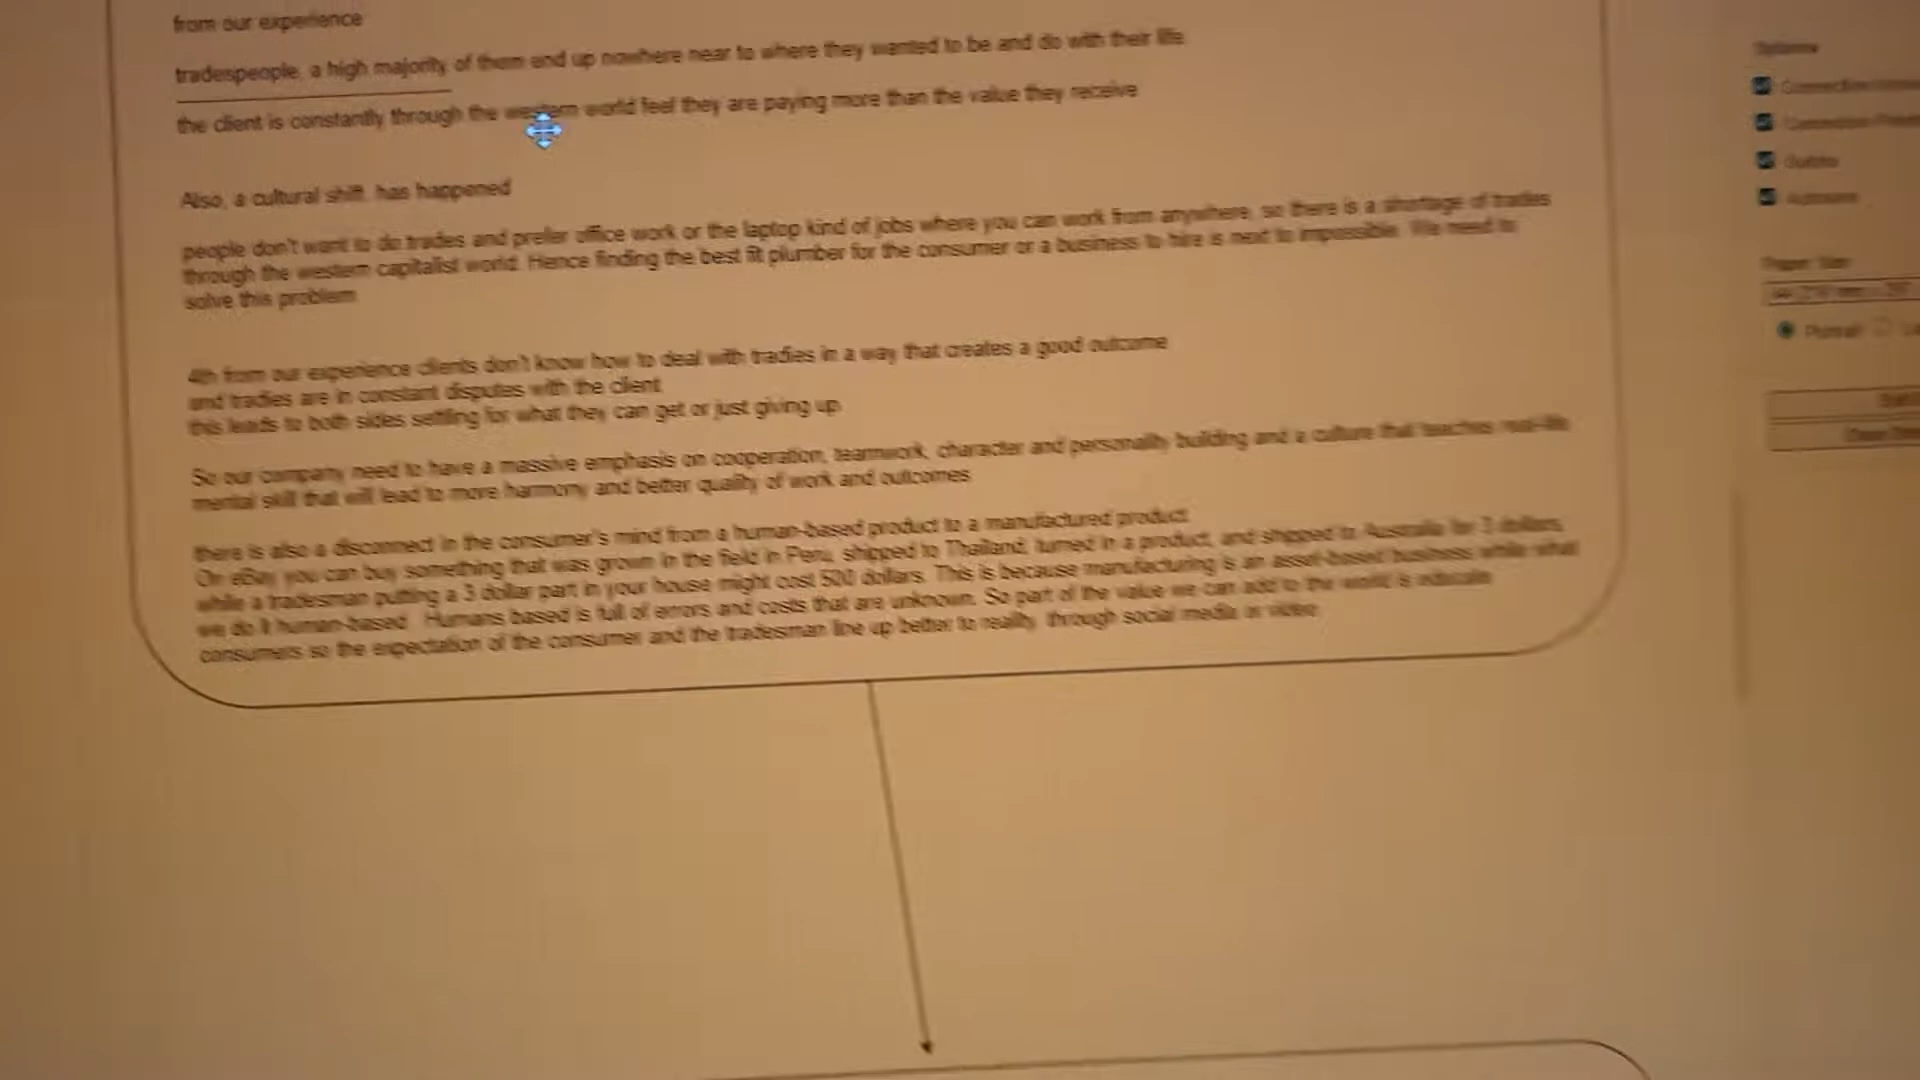 from our experience
tradespeople, a high majority of them end up nowhere near to where they wanted to be and do with their life
the client is constantly through the western world feel they are paying more than the value they receive
Also, a cultural shift. has happened
people don't want to do trades and prefer office work or the laptop kind of jobs where you can work from anywhere, so there is a shortage of trades
through the western capitalist world. Hence finding the best fit plumber for the consumer or a business to hire is next to impossible. We need to
solve this problem
4th from our experience clients don't know how to deal with tradies in a way that creates a good outcome
and tradies are in constant disputes with the client
this leads to both sides settling for what they can get or just giving up
So our company need to have a massive emphasis on cooperation, teamwork, character and personality building and a culture that teaches real-life
mental skill that will lead to more harmony and better quality of work and outcomes
there is also a disconnect in the consumer's mind from a human-based product to a manufactured product
On eBay you can buy something that was grown in the field in Peru, shipped to Thailand, turned in a product, and shipped to Australia for 3 dollars,
while a tradesman putting a 3 dollar part in your house might cost 500 dollars. This is because manufacturing is an asset-based business while what
we do it human-based. Humans based is full of errors and costs that are unknown. So part of the value we can add to the world is educate
consumers so the expectation of the consumer and the tradesman line up better to reality through social media or video
Options
Guides
Paper Size
Portrait